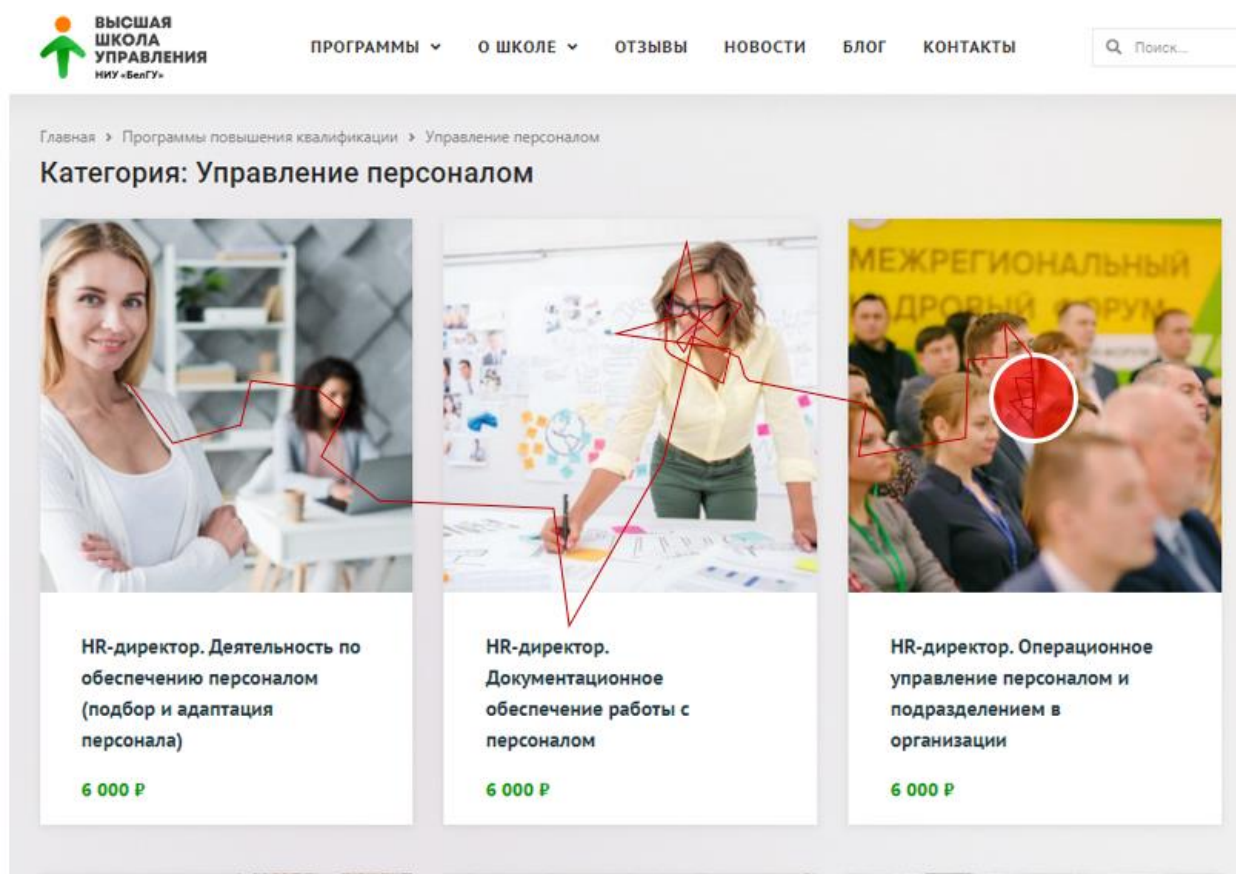 ВЫСШАЯ
ШКОЛА
УПРАВЛЕНИЯ
НИУ «БелГУ»
ПРОГРАММЫ О ШКОЛЕ ОТЗЫВЫ НОВОСТИ БЛОГ КОНТАКТЫ Поиск...
Главная > Программы повышения квалификации > Управление персоналом
Категория: Управление персоналом
МЕЖРЕГИОНАЛЬНЫЙ
КАДРОВЫЙ ФОРУМ
HR-директор. Деятельность по
обеспечению персоналом
(подбор и адаптация
персонала)
6 000 ₽
HR-директор.
Документационное
обеспечение работы с
персоналом
6 000 ₽
HR-директор. Операционное
управление персоналом и
подразделением в
организации
6 000 ₽